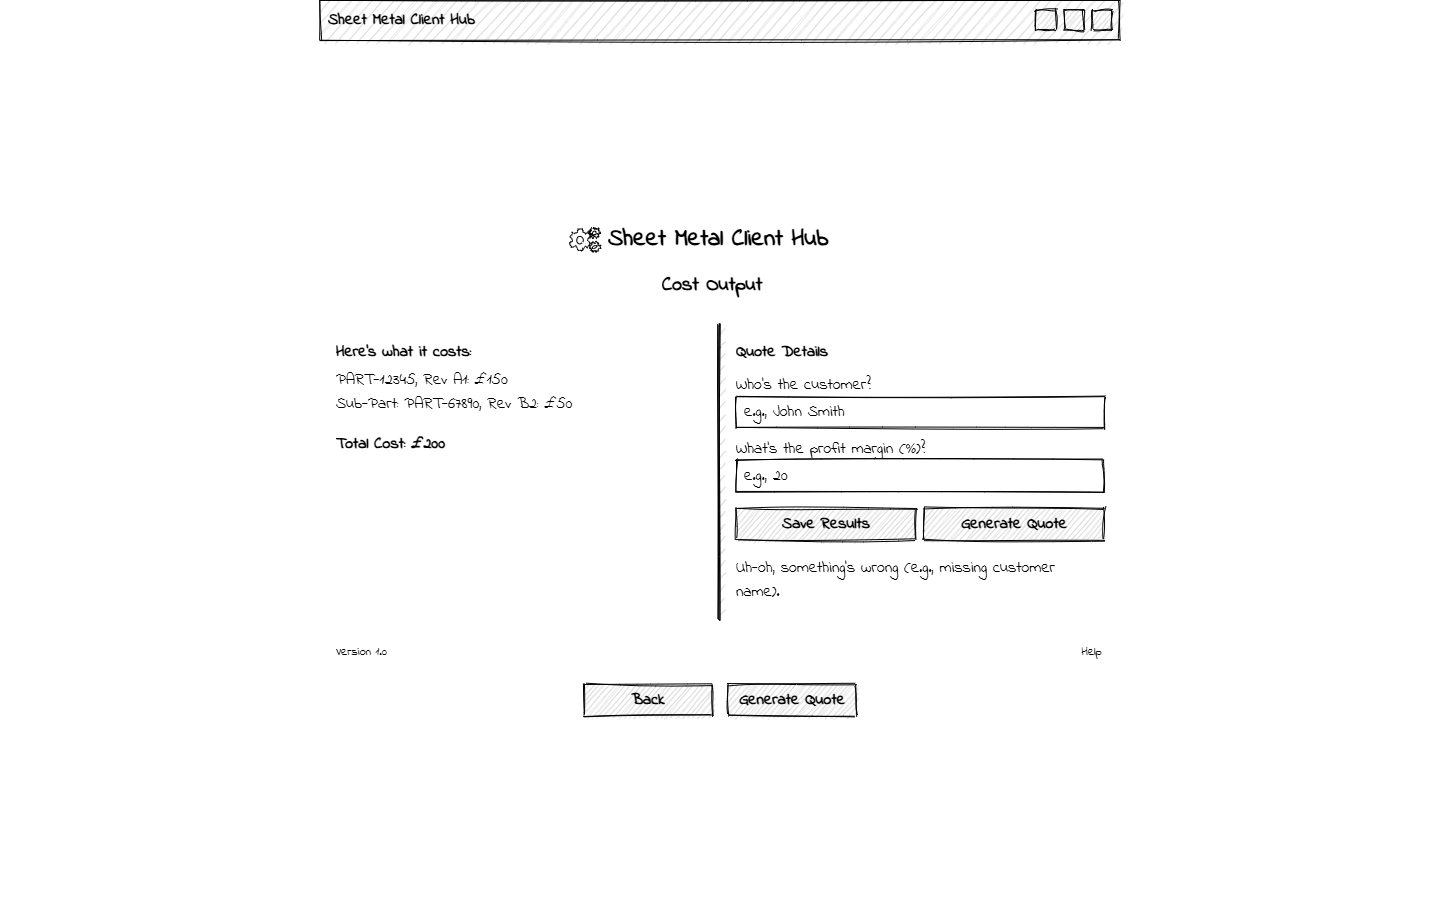 Sheet Metal Client Hub
Sheet Metal Client Hub
Cost Output
Here's what it costs:
PART-12345, Rev A1: £150
Sub-Part: PART-67890, Rev B2: £50
Total Cost: £200
Quote Details
Who's the customer?
e.g., John Smith
What's the profit margin (%)?
e.g., 20
Save Results
Generate Quote
Uh-oh, something's wrong (e.g., missing customer
name).
Version 1.0
Help
Back
Generate Quote